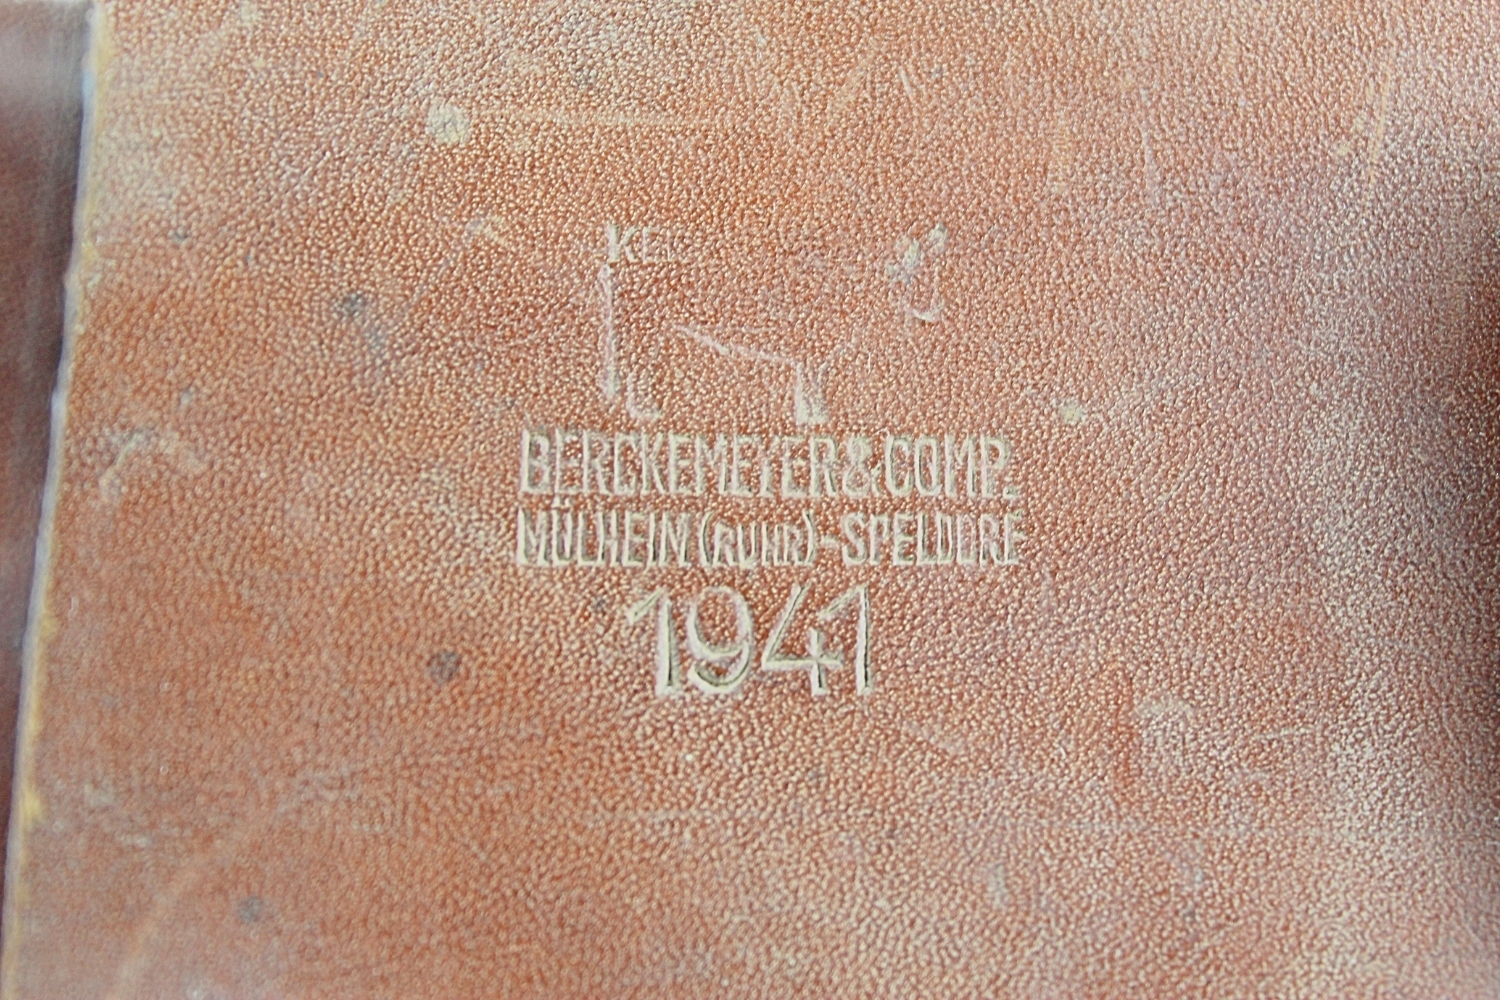 BERCKEMEYER & COMP.
MÜLHEIM (RUHR)-SPELDORF
1941